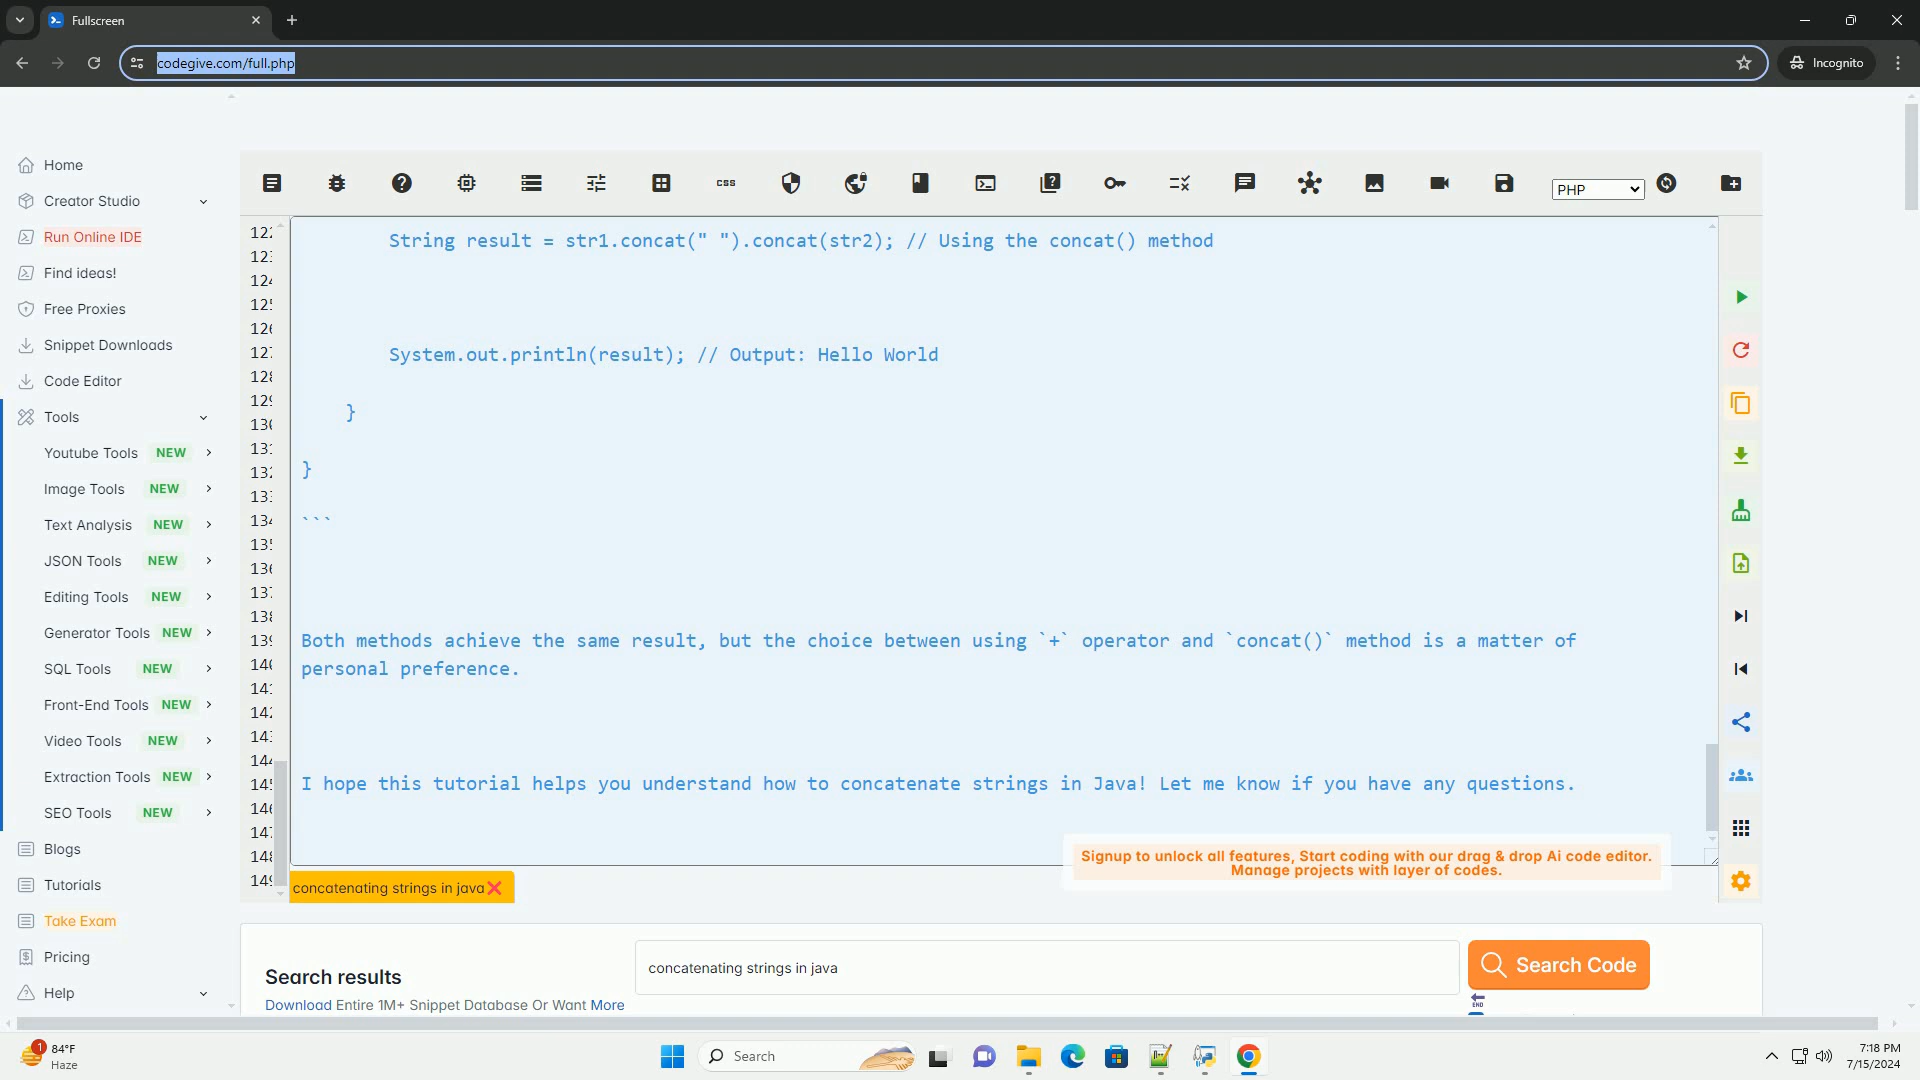 Fullscreen
codegive.com/full.php
Incognito
Home
Creator Studio
Run Online IDE
Find ideas!
Free Proxies
Snippet Downloads
Code Editor
Tools
Youtube Tools NEW
Image Tools NEW
Text Analysis NEW
JSON Tools NEW
Editing Tools NEW
Generator Tools NEW
SQL Tools NEW
Front-End Tools NEW
Video Tools NEW
Extraction Tools NEW
SEO Tools NEW
Blogs
Tutorials
Take Exam
Pricing
Help
css
PHP
String result = str1.concat(" ").concat(str2); // Using the concat() method
System.out.println(result); // Output: Hello World
}
}
```
Both methods achieve the same result, but the choice between using `+` operator and `concat()` method is a matter of
personal preference.
I hope this tutorial helps you understand how to concatenate strings in Java! Let me know if you have any questions.
Signup to unlock all features, Start coding with our drag & drop Ai code editor.
Manage projects with layer of codes.
concatenating strings in java
Search results
Download Entire 1M+ Snippet Database Or Want More
concatenating strings in java
Search Code
END
1
84°F
Haze
Search
7:18 PM
7/15/2024